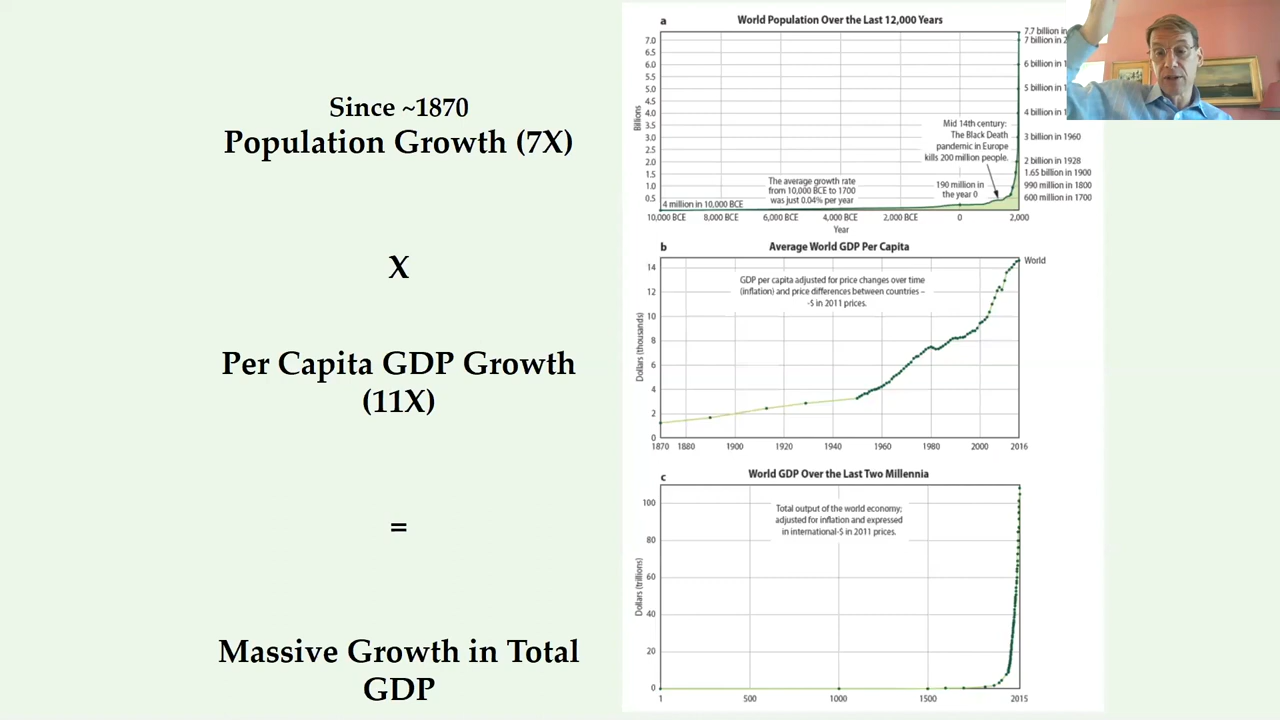 Since ~1870
Population Growth (7X)
X
Per Capita GDP Growth
(11X)
=
Massive Growth in Total
GDP
a
World Population Over the Last 12,000 Years
7.7 billion in
7.0
7 billion in 2
6.5
6.0
6 billion in 1
5.5
5.0
5 billion in 1
4.5
4.0
4 billion in 1
3.5
3.0
3 billion in 1960
2.5
2.0
2 billion in 1928
1.5
1.65 billion in 1900
1.0
990 million in 1800
0.5
600 million in 1700
Billions
Mid 14th century:
The Black Death
pandemic in Europe
kills 200 million people.
The average growth rate
from 10,000 BCE to 1700
was just 0.04% per year
190 million in
the year 0
4 million in 10,000 BCE
10,000 BCE 8,000 BCE 6,000 BCE 4,000 BCE 2,000 BCE 0 2,000
Year
b
Average World GDP Per Capita
World
GDP per capita adjusted for price changes over time
(inflation) and price differences between countries –
-$ in 2011 prices.
14
12
10
8
6
4
2
0
Dollars (thousands)
1870 1880 1900 1920 1940 1960 1980 2000 2016
c
World GDP Over the Last Two Millennia
Total output of the world economy;
adjusted for inflation and expressed
in international-$ in 2011 prices.
100
80
60
40
20
0
Dollars (trillions)
1 500 1000 1500 2015